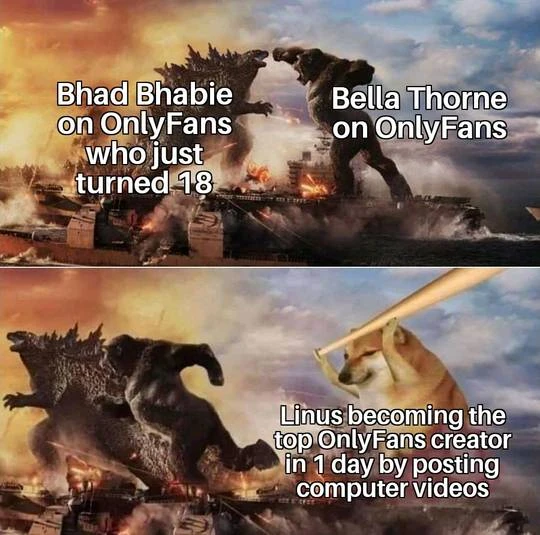 Bhad Bhabie
on OnlyFans
who just
turned 18
Bella Thorne
on OnlyFans
Linus becoming the
top OnlyFans creator
in 1 day by posting
computer videos